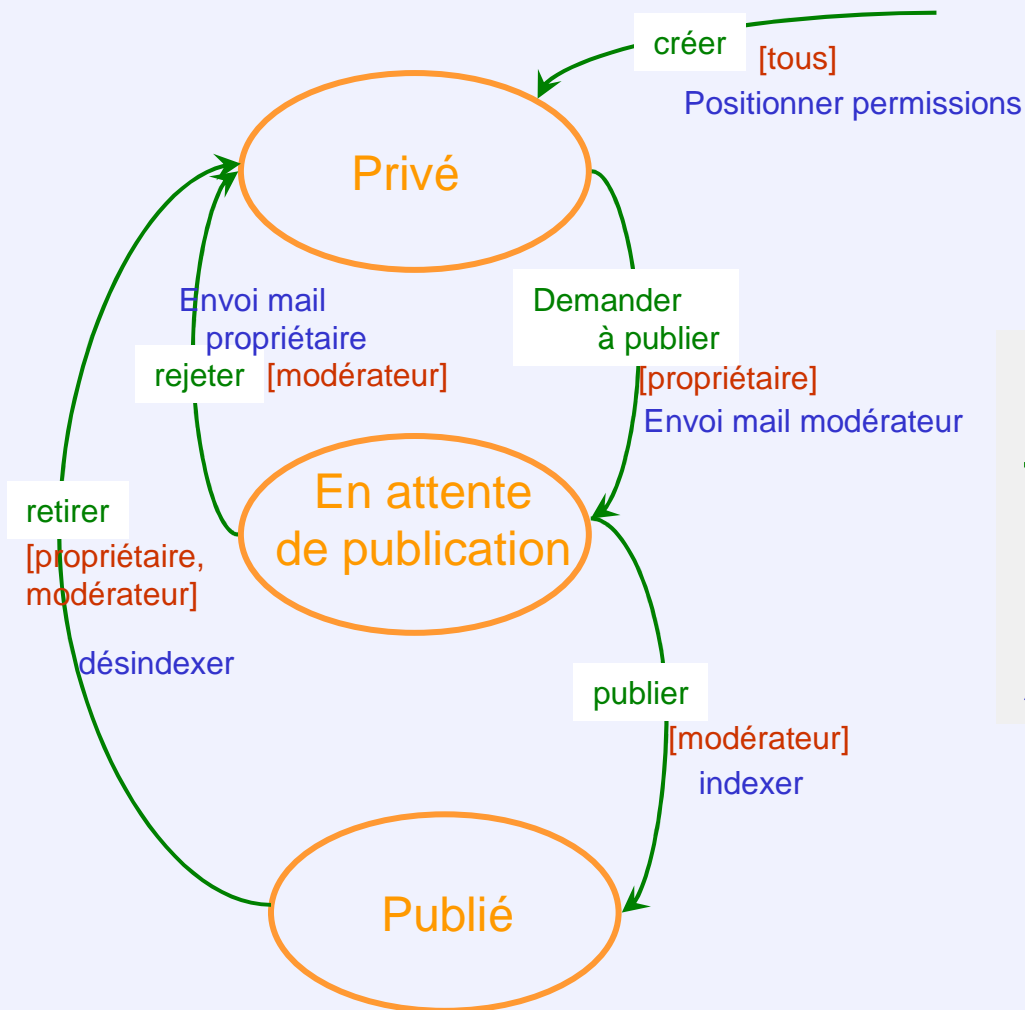 créer
[tous]
Positionner permissions
Privé
Envoi mail
propriétaire
rejeter [modérateur]
Demander
à publier
[propriétaire]
Envoi mail modérateur
En attente
de publication
retirer
[propriétaire,
modérateur]
désindexer
publier
[modérateur]
indexer
Publié